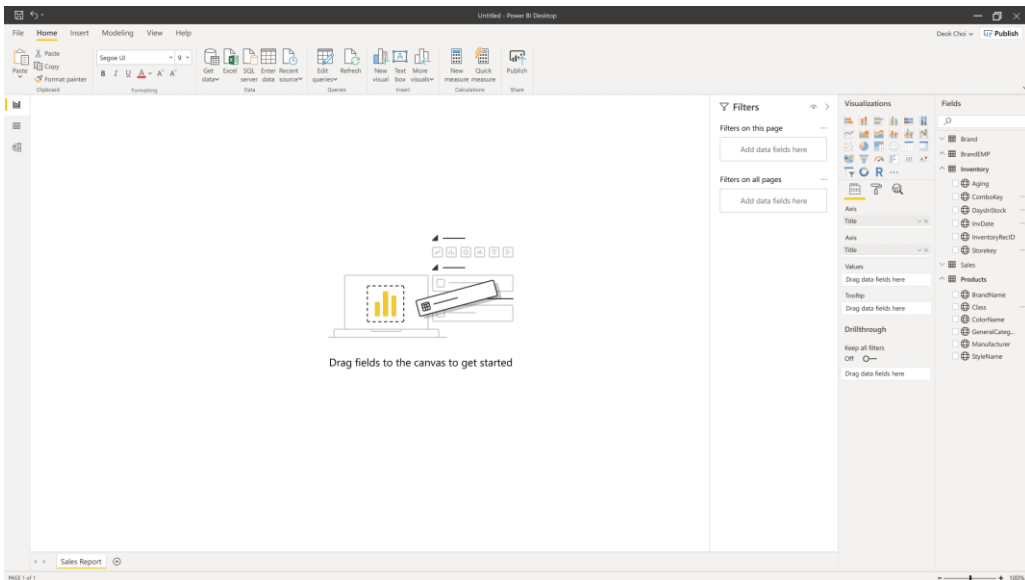 Untitled - Power BI Desktop
File Home Insert Modeling View Help
Deok Choi
Publish
Paste
Paste
Copy
Format painter
Clipboard
Segoe UI 9
B I U A A A
Formatting
Get data
Excel
SQL server
Enter data
Recent source
Data
Edit queries
Refresh
Queries
New visual
Text box
More visuals
Insert
New measure
Quick measure
Calculations
Publish
Share
Filters
Filters on this page
Add data fields here
Filters on all pages
Add data fields here
Visualizations
R
Axis
Title
Axis
Title
Values
Drag data fields here
Tooltip
Drag data fields here
Drillthrough
Keep all filters
Off
Drag data fields here
Fields
Brand
BrandEMP
Inventory
Aging
ComboKay
DaysInStock
InvDate
InventoryRecID
Storekey
Sales
Products
BrandName
Class
ColorName
GeneralCateg...
Manufacturer
StyleName
Drag fields to the canvas to get started
Sales Report
PAGE 1 of 1
100%